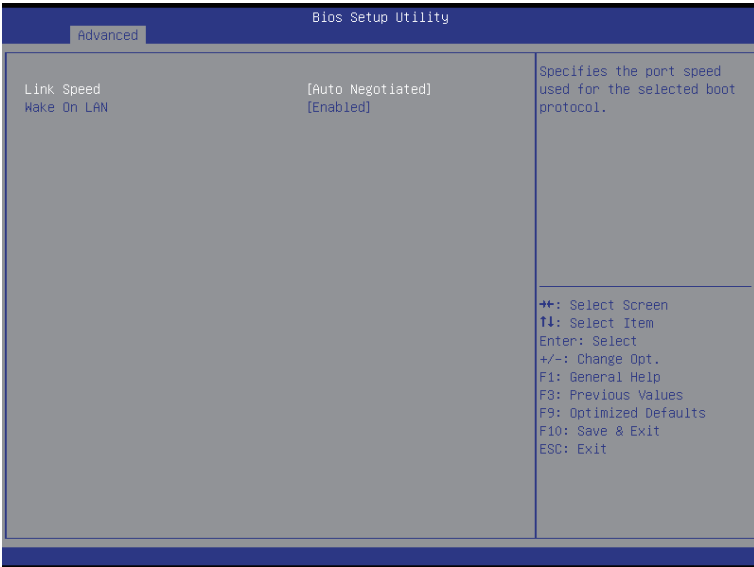 Bios Setup Utility
Advanced
Link Speed [Auto Negotiated]
Wake On LAN [Enabled]
Specifies the port speed
used for the selected boot
protocol.
→←: Select Screen
↑↓: Select Item
Enter: Select
+/-: Change Opt.
F1: General Help
F3: Previous Values
F9: Optimized Defaults
F10: Save & Exit
ESC: Exit